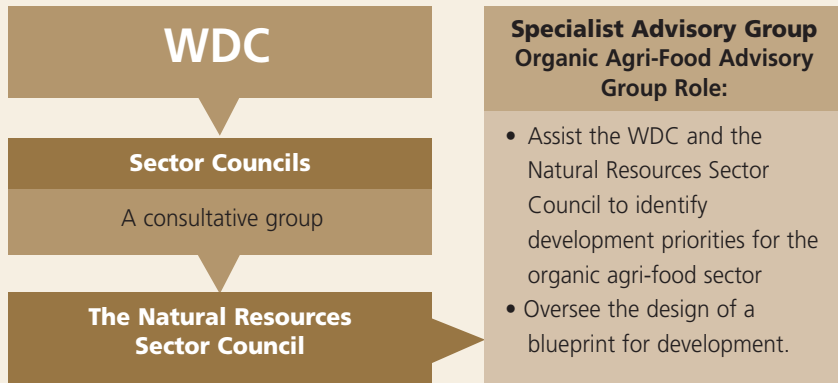 WDC
Sector Councils
A consultative group
The Natural Resources
Sector Council
Specialist Advisory Group
Organic Agri-Food Advisory
Group Role:
• Assist the WDC and the
Natural Resources Sector
Council to identify
development priorities for the
organic agri-food sector
• Oversee the design of a
blueprint for development.